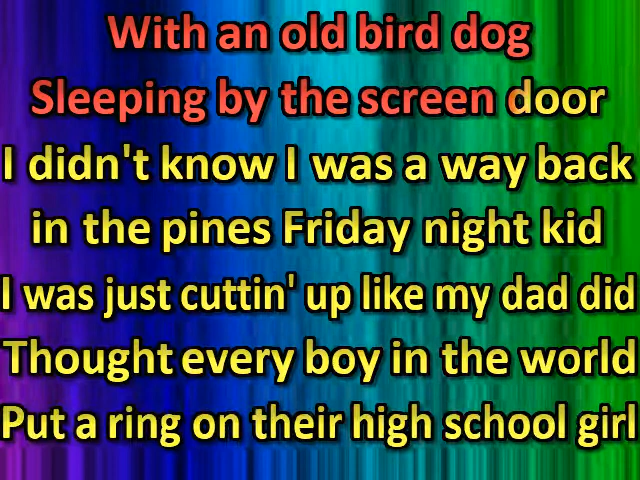 With an old bird dog
Sleeping by the screen door
I didn't know I was a way back
in the pines Friday night kid
I was just cuttin' up like my dad did
Thought every boy in the world
Put a ring on their high school girl